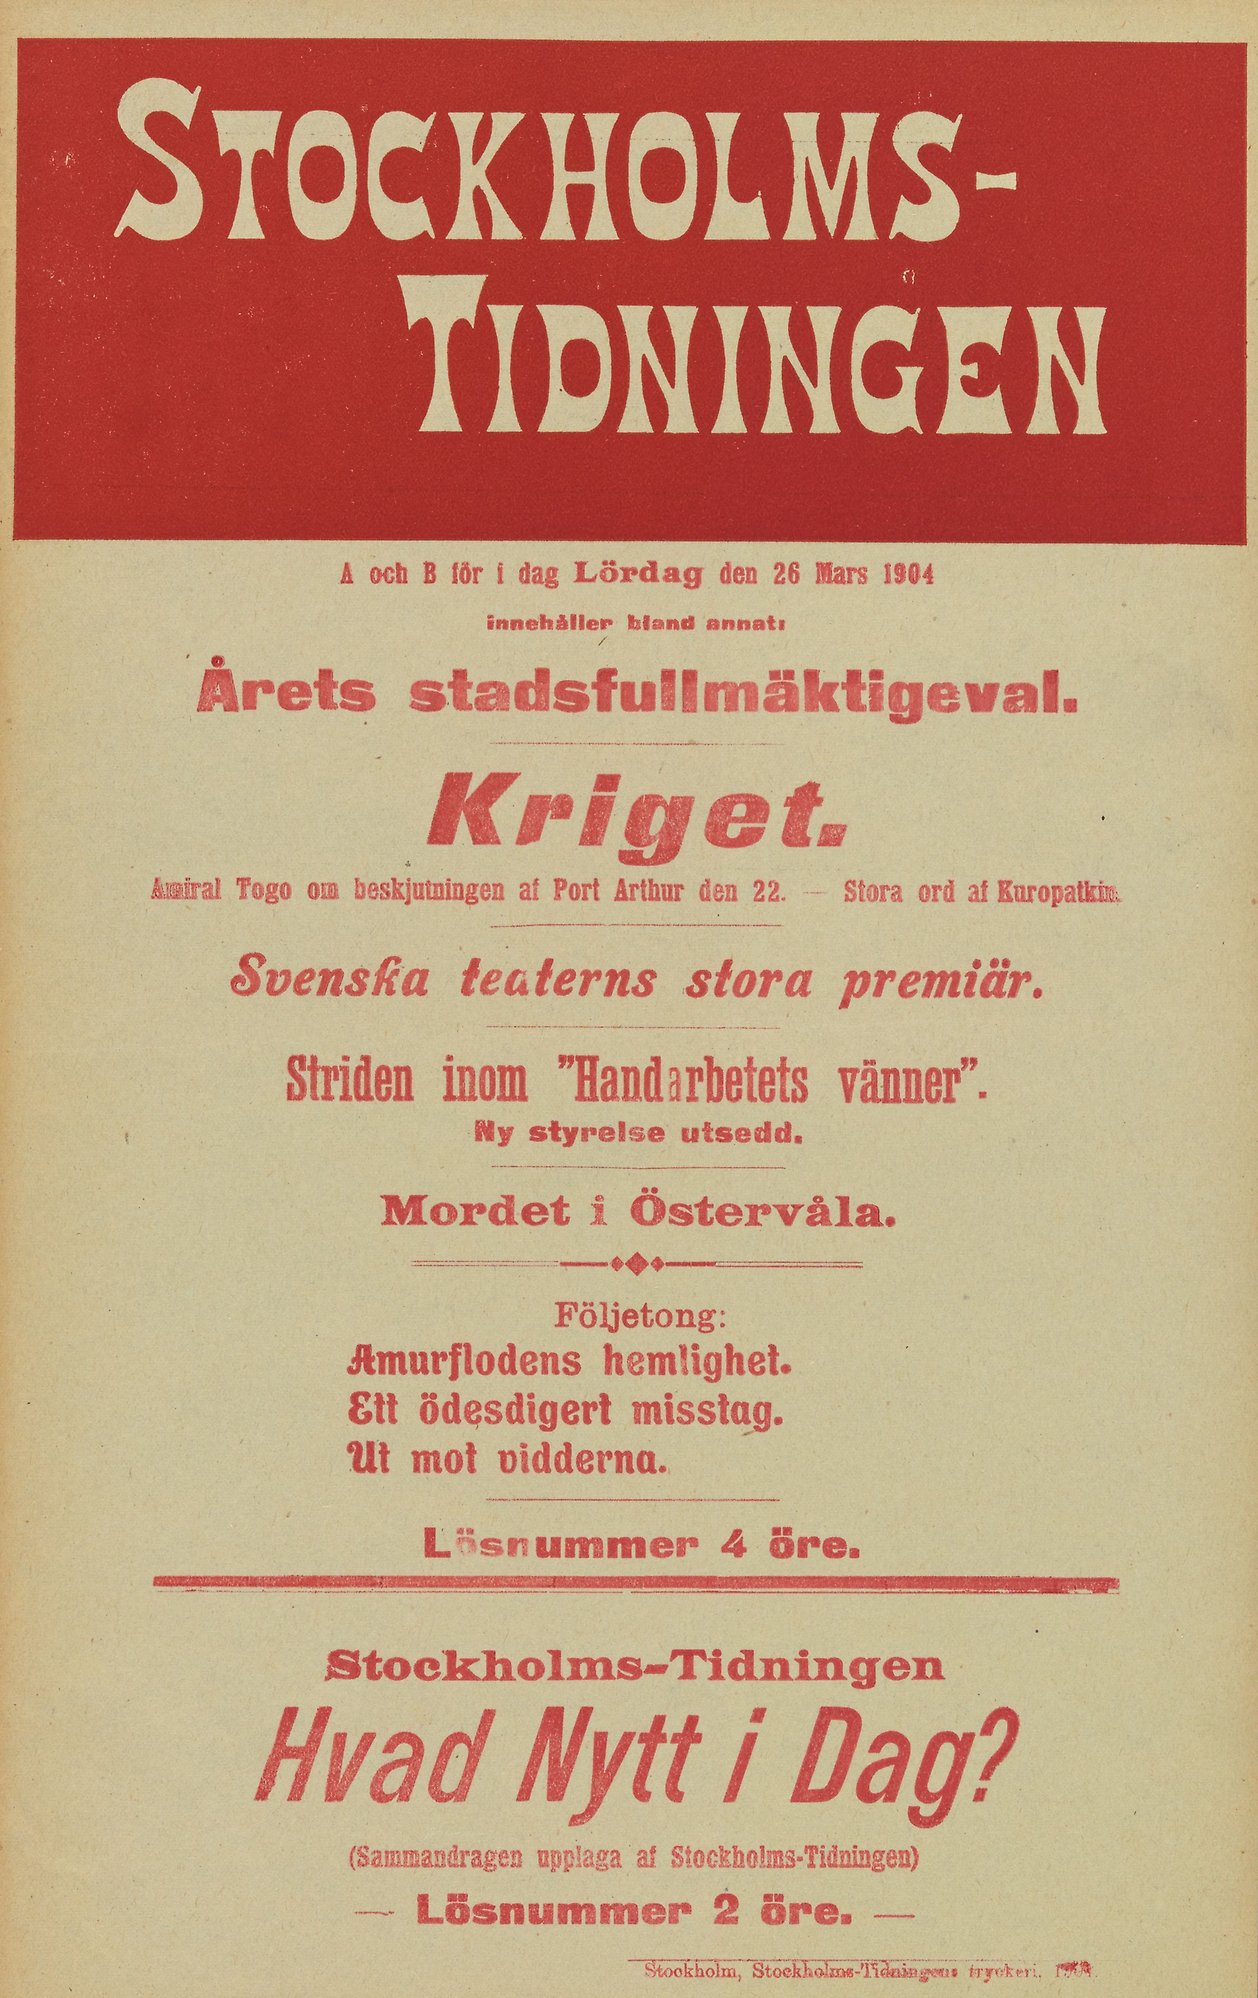 STOCKHOLMS-
TIDNINGEN
A och B för i dag Lördag den 26 Mars 1904
innehåller bland annat:
Årets stadsfullmäktigeval.
Kriget.
Amiral Togo om beskjutningen af Port Arthur den 22. — Stora ord af Kuropatkin.
Svenska teaterns stora premiär.
Striden inom ”Handarbetets vänner”.
Ny styrelse utsedd.
Mordet i Östervåla.
Följetong:
Amurflodens hemlighet.
Ett ödesdigert misstag.
Ut mot vidderna.
Lösnummer 4 öre.
Stockholms-Tidningen
Hvad Nytt i Dag?
(Sammandragen upplaga af Stockholms-Tidningen)
— Lösnummer 2 öre. —
Stockholm, Stockholms-Tidningens tryckeri. 1904.